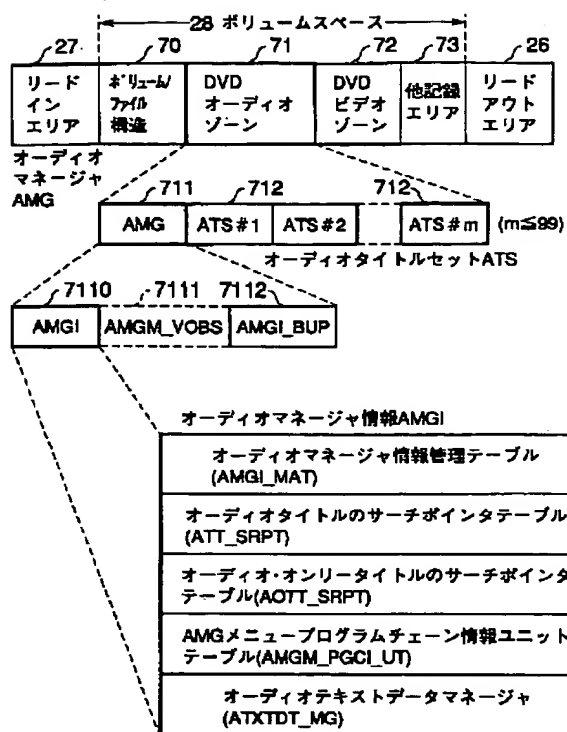 28 ボリュームスペース
27 70 71 72 73 26
リード
イン
エリア
ボリューム/
ファイル
構造
DVD
オーディオ
ゾーン
DVD
ビデオ
ゾーン
他記録
エリア
リード
アウト
エリア
オーディオ
マネージャ
AMG
711 712 712
AMG ATS#1 ATS#2 ATS#m (m≦99)
オーディオタイトルセットATS
7110 7111 7112
AMGI AMGM_VOBS AMGI_BUP
オーディオマネージャ情報AMGI
オーディオマネージャ情報管理テーブル
(AMGI_MAT)
オーディオタイトルのサーチポインタテーブル
(ATT_SRPT)
オーディオ・オンリータイトルのサーチポインタ
テーブル(AOTT_SRPT)
AMGメニュープログラムチェーン情報ユニット
テーブル(AMGM_PGCI_UT)
オーディオテキストデータマネージャ
(ATXTDT_MG)